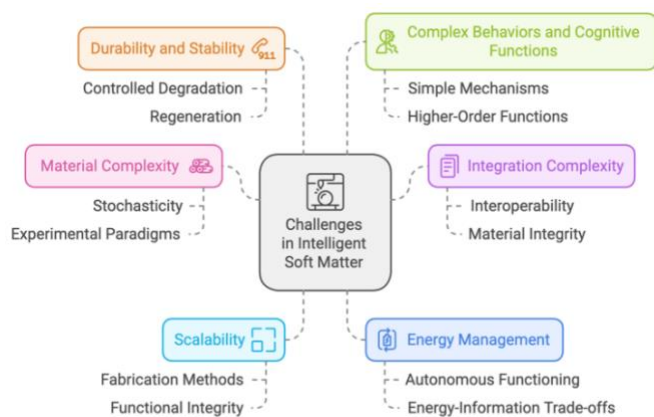 Durability and Stability
911
Controlled Degradation
Regeneration
Complex Behaviors and Cognitive
Functions
Simple Mechanisms
Higher-Order Functions
Material Complexity
Stochasticity
Experimental Paradigms
Challenges
in Intelligent
Soft Matter
Integration Complexity
Interoperability
Material Integrity
Scalability
Fabrication Methods
Functional Integrity
Energy Management
Autonomous Functioning
Energy-Information Trade-offs